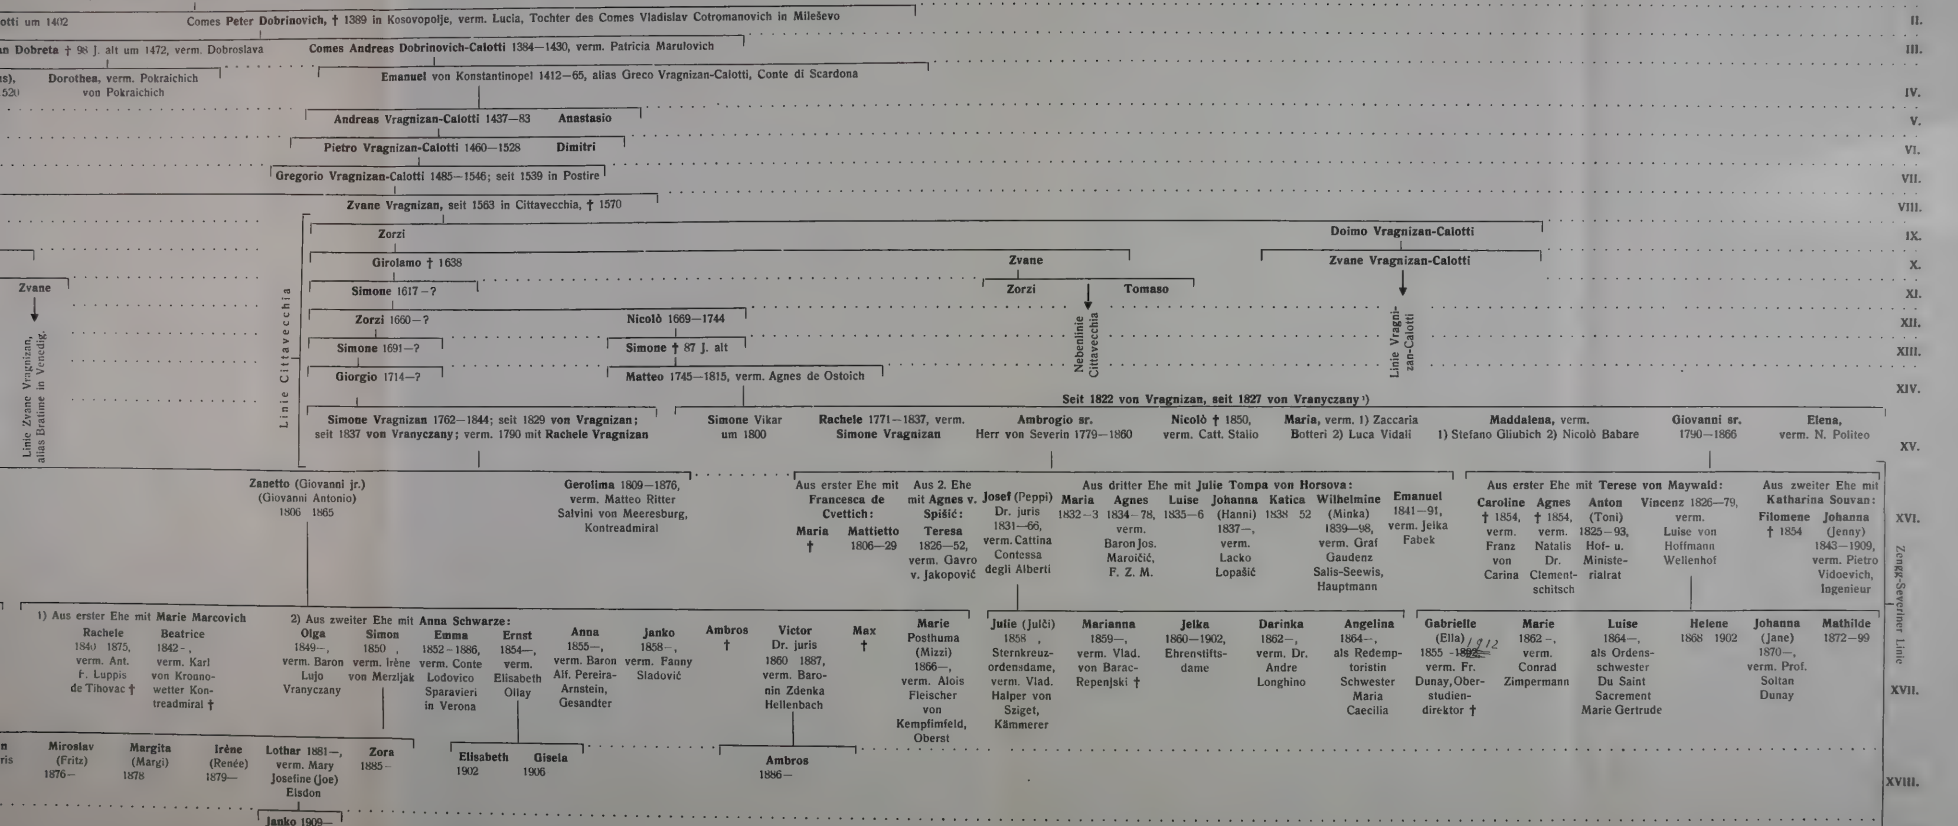 otti um 1402
Comes Peter Dobrinovich, † 1389 in Kosovopolje, verm. Lucia, Tochter des Comes Vladislav Cotromanovich in Mileševo
II.
an Dobreta † 98 J. alt um 1472, verm. Dobroslava
Comes Andreas Dobrinovich-Calotti 1384—1430, verm. Patricia Marulovich
III.
us),
520
Dorothea, verm. Pokraichich
von Pokraichich
Emanuel von Konstantinopel 1412—65, alias Greco Vragnizan-Calotti, Conte di Scardona
IV.
Andreas Vragnizan-Calotti 1437—83 Anastasio
V.
Pietro Vragnizan-Calotti 1460—1528 Dimitri
VI.
Gregorio Vragnizan-Calotti 1485—1546; seit 1539 in Postire
VII.
Zvane Vragnizan, seit 1563 in Cittavecchia, † 1570
VIII.
Zorzi
Doimo Vragnizan-Calotti
IX.
Girolamo † 1638
Zvane
Zvane Vragnizan-Calotti
X.
Zvane
Simone 1617—?
Zorzi
Tomaso
XI.
Zorzi 1660—?
Nicolò 1669—1744
XII.
Simone 1691—?
Simone † 87 J. alt
XIII.
Giorgio 1714—?
Matteo 1745—1815, verm. Agnes de Ostoich
XIV.
Linie Zvane Vragnizan,
alias Bratime in Venedig.
Linie Cittavecchia
Nebenlinie
Cittavecchia
Linie Vragni-
zan-Calotti
Seit 1822 von Vragnizan, seit 1827 von Vranyczany ¹)
Simone Vragnizan 1762—1844; seit 1829 von Vragnizan;
seit 1837 von Vranyczany; verm. 1790 mit Rachele Vragnizan
Simone Vikar
um 1800
Rachele 1771—1837, verm.
Simone Vragnizan
Ambrogio sr.
Herr von Severin 1779—1860
Nicolò † 1850,
verm. Catt. Stalio
Maria, verm. 1) Zaccaria
Botteri 2) Luca Vidali
Maddalena, verm.
1) Stefano Gliubich 2) Nicolò Babare
Giovanni sr.
1790—1866
Elena,
verm. N. Politeo
XV.
Zanetto (Giovanni jr.)
(Giovanni Antonio)
1806 1865
Gerolima 1809—1876,
verm. Matteo Ritter
Salvini von Meeresburg,
Kontreadmiral
Aus erster Ehe mit
Francesca de
Cvettich:
Maria
†
Mattietto
1806—29
Aus 2. Ehe
mit Agnes v.
Spišić:
Teresa
1826—52,
verm. Gavro
v. Jakopović
Aus dritter Ehe mit Julie Tompa von Horsova:
Josef (Peppi)
Dr. juris
1831—66,
verm. Cattina
Contessa
degli Alberti
Maria
1832—3
Agnes
1834—78,
verm.
Baron Jos.
Maroičić,
F. Z. M.
Luise
1835—6
Johanna
(Hanni)
1837—,
verm.
Lacko
Lopašić
Katica
1838 52
Wilhelmine
(Minka)
1839—98,
verm. Graf
Gaudenz
Salis-Seewis,
Hauptmann
Emanuel
1841—91,
verm. Jelka
Fabek
Aus erster Ehe mit Terese von Maywald:
Caroline
† 1854,
verm.
Franz
von
Carina
Agnes
† 1854,
verm.
Natalis
Dr.
Clement-
schitsch
Anton
(Toni)
1825—93,
Hof- u.
Ministe-
rialrat
Vincenz 1826—79,
verm.
Luise von
Hoffmann
Wellenhof
Aus zweiter Ehe mit
Katharina Souvan:
Filomene
† 1854
Johanna
(Jenny)
1843—1909,
verm. Pietro
Vidoevich,
Ingenieur
XVI.
Zengg-Severiner Linie
1) Aus erster Ehe mit Marie Marcovich
Rachele
1840 1875,
verm. Ant.
F. Luppis
de Tihovac †
Beatrice
1842—,
verm. Karl
von Kronno-
wetter Kon-
treadmiral †
2) Aus zweiter Ehe mit Anna Schwarze:
Olga
1849—,
verm. Baron
Lujo
Vranyczany
Simon
1850 ,
verm. Irène
von Merzljak
Emma
1852—1886,
verm. Conte
Lodovico
Sparavieri
in Verona
Ernst
1854—,
verm.
Elisabeth
Ollay
Anna
1855—,
verm. Baron
Alf. Pereira-
Arnstein,
Gesandter
Janko
1858—,
verm. Fanny
Sladović
Ambros
†
Victor
Dr. juris
1860 1887,
verm. Baro-
nin Zdenka
Hellenbach
Max
†
Marie
Posthuma
(Mizzi)
1866—,
verm. Alois
Fleischer
von
Kempfimfeld,
Oberst
Julie (Julči)
1858 ,
Sternkreuz-
ordensdame,
verm. Vlad.
Halper von
Sziget,
Kämmerer
Marianna
1859—,
verm. Vlad.
von Barac-
Repenjski †
Jelka
1860—1902,
Ehrenstifts-
dame
Darinka
1862—,
verm. Dr.
Andre
Longhino
Angelina
1864—,
als Redemp-
toristin
Schwester
Maria
Caecilia
Gabrielle
(Ella) 1912
1855 -
verm. Fr.
Dunay, Ober-
studien-
direktor †
Marie
1862 -,
verm.
Conrad
Zimpermann
Luise
1864—,
als Ordens-
schwester
Du Saint
Sacrement
Marie Gertrude
Helene
1868 1902
Johanna
(Jane)
1870—,
verm. Prof.
Soltan
Dunay
Mathilde
1872—99
XVII.
n
ris
Miroslav
(Fritz)
1876—
Margita
(Margi)
1878
Irène
(Renée)
1879—
Lothar 1881—,
verm. Mary
Josefine (Joe)
Elsdon
Zora
1885-
Elisabeth
1902
Gisela
1906
Ambros
1886—
XVIII.
Janko 1909—